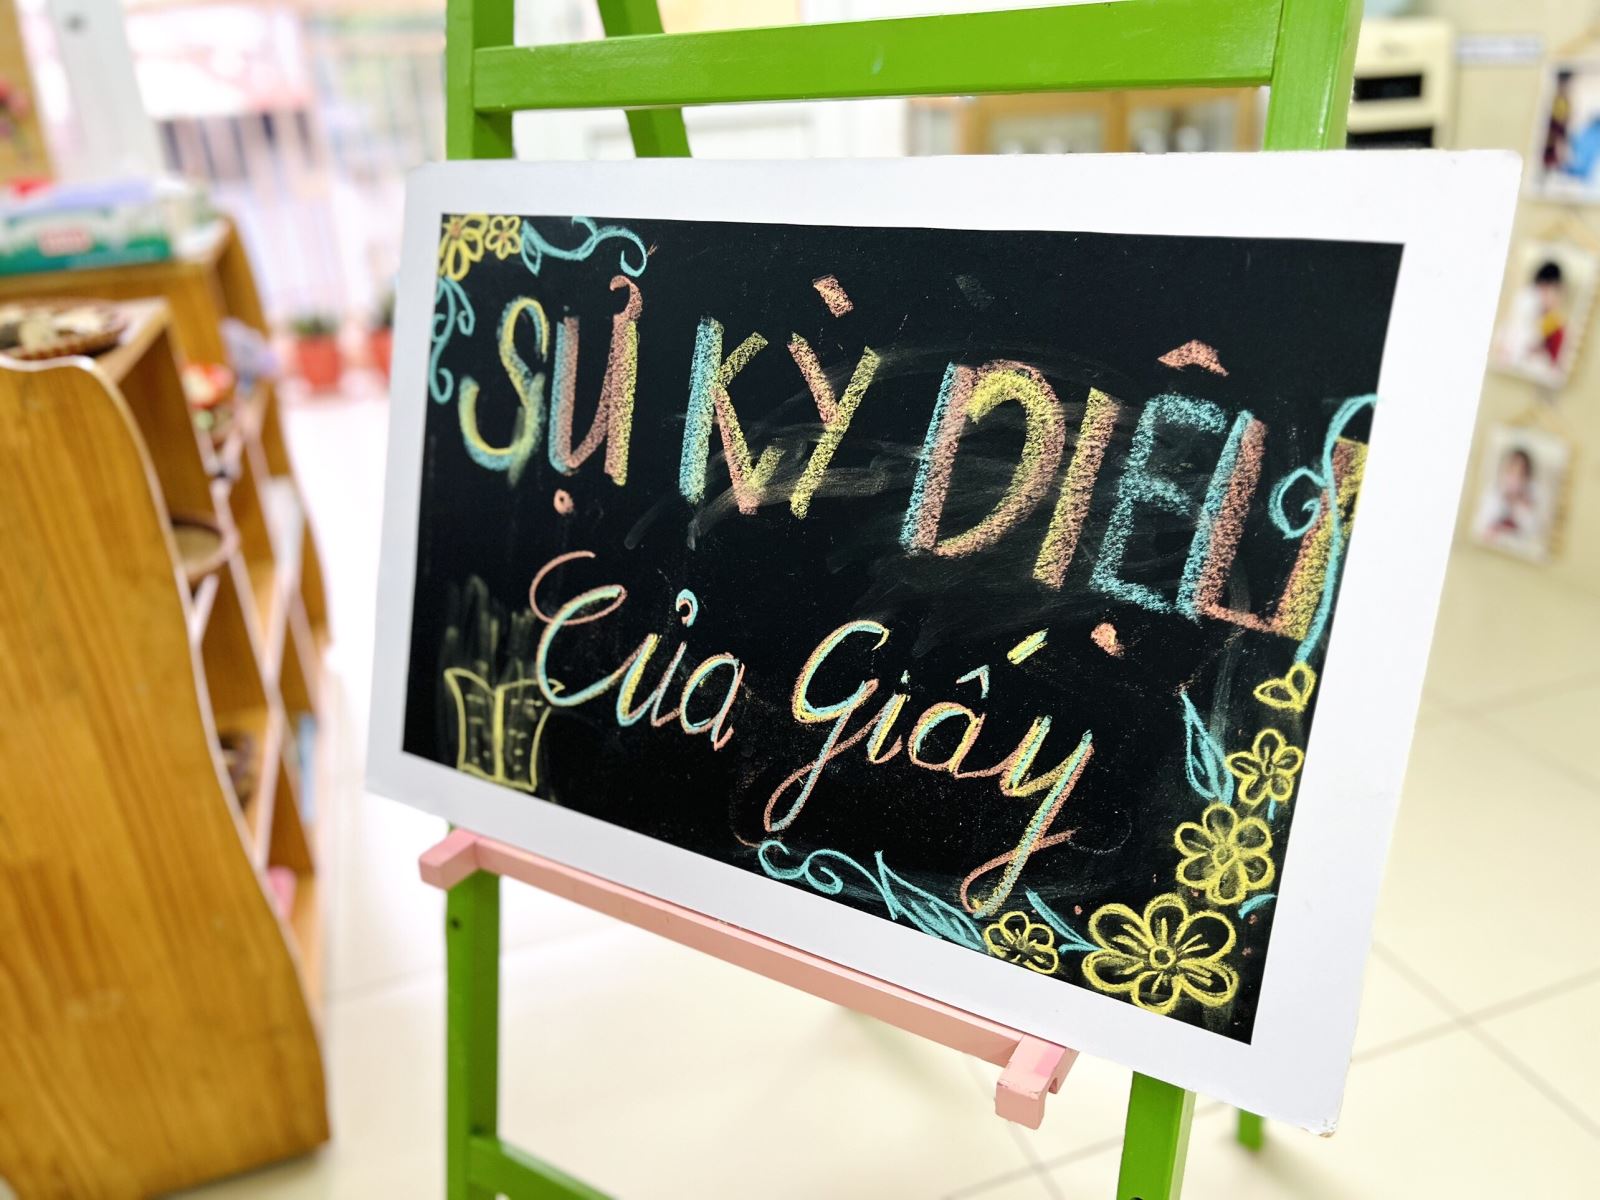 SỰ KỲ DIỆU
Của Giấy